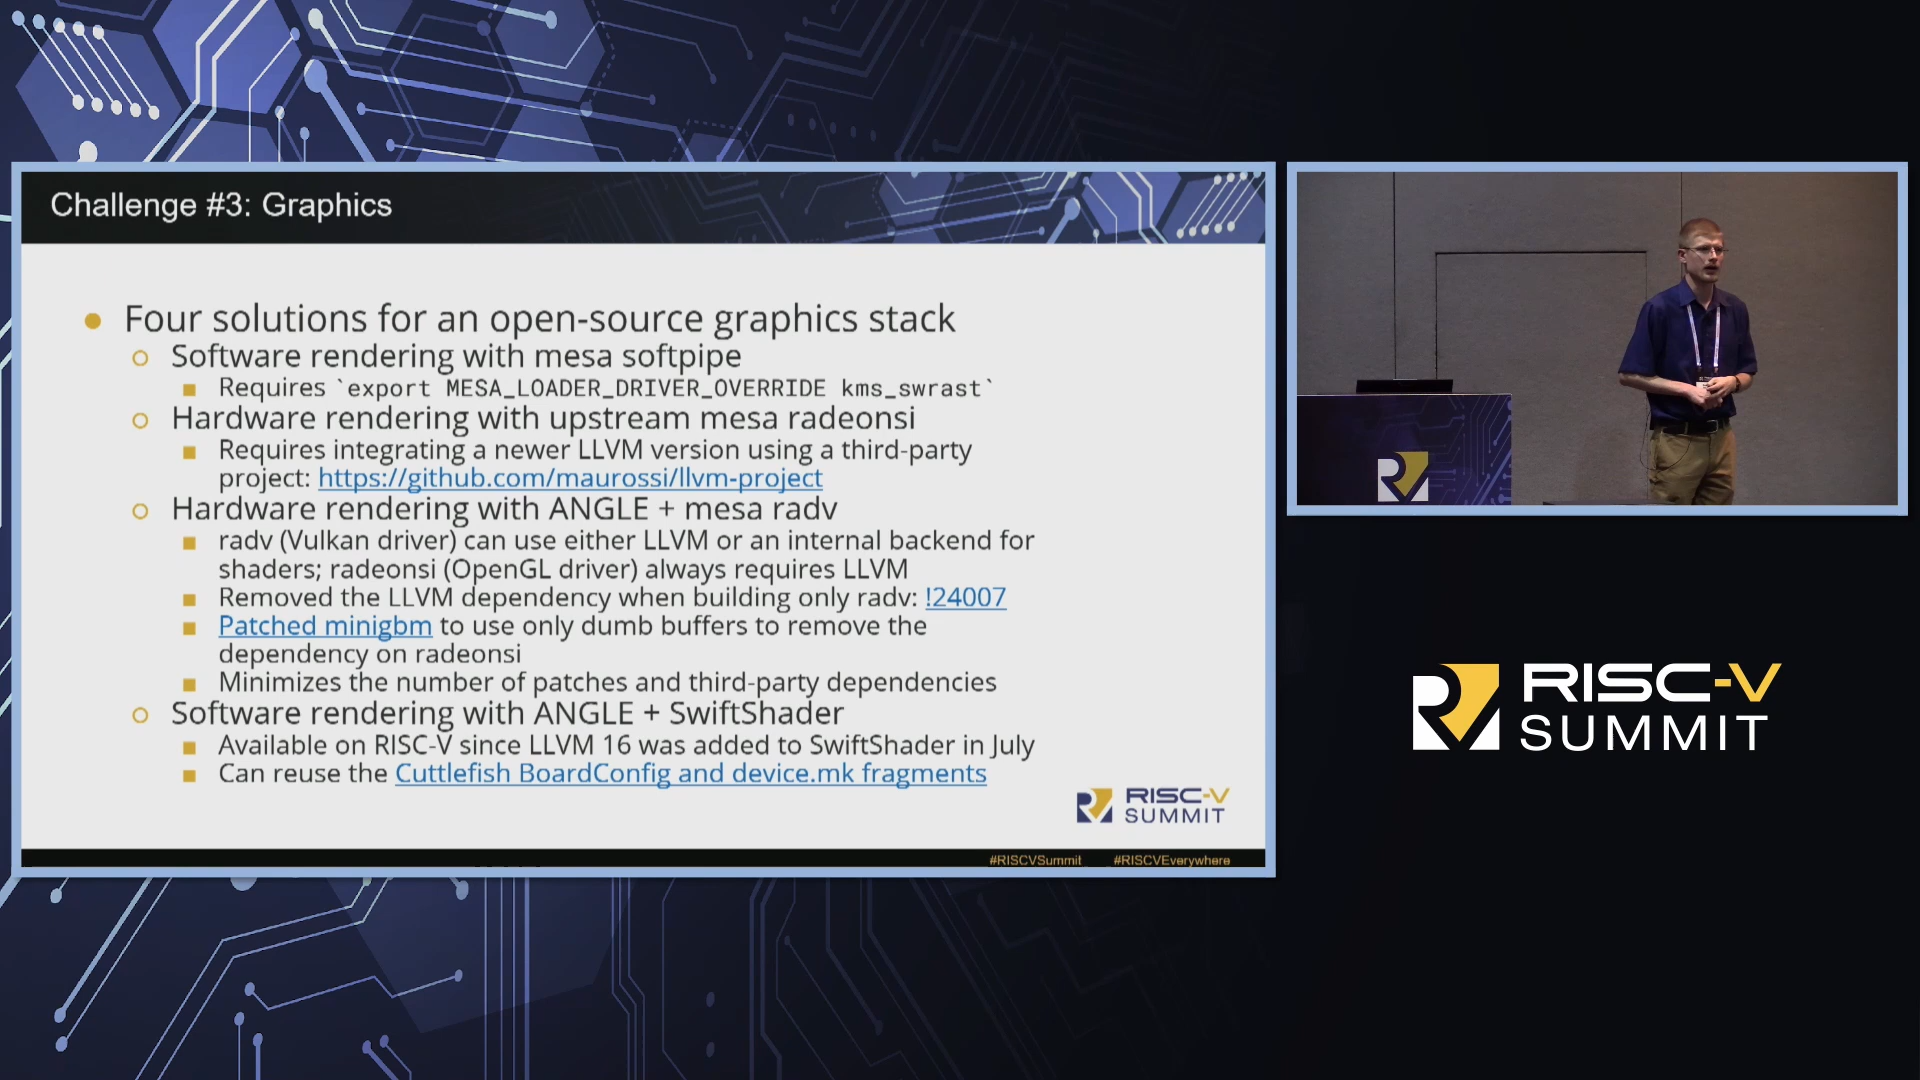 Challenge #3: Graphics
Four solutions for an open-source graphics stack
Software rendering with mesa softpipe
Requires `export MESA_LOADER_DRIVER_OVERRIDE kms_swrast`
Hardware rendering with upstream mesa radeonsi
Requires integrating a newer LLVM version using a third-party
project: https://github.com/maurossi/llvm-project
Hardware rendering with ANGLE + mesa radv
radv (Vulkan driver) can use either LLVM or an internal backend for
shaders; radeonsi (OpenGL driver) always requires LLVM
Removed the LLVM dependency when building only radv: !24007
Patched minigbm to use only dumb buffers to remove the
dependency on radeonsi
Minimizes the number of patches and third-party dependencies
Software rendering with ANGLE + SwiftShader
Available on RISC-V since LLVM 16 was added to SwiftShader in July
Can reuse the Cuttlefish BoardConfig and device.mk fragments
RISC-V
SUMMIT
#RISCVSummit #RISCVEverywhere
RISC-V
SUMMIT